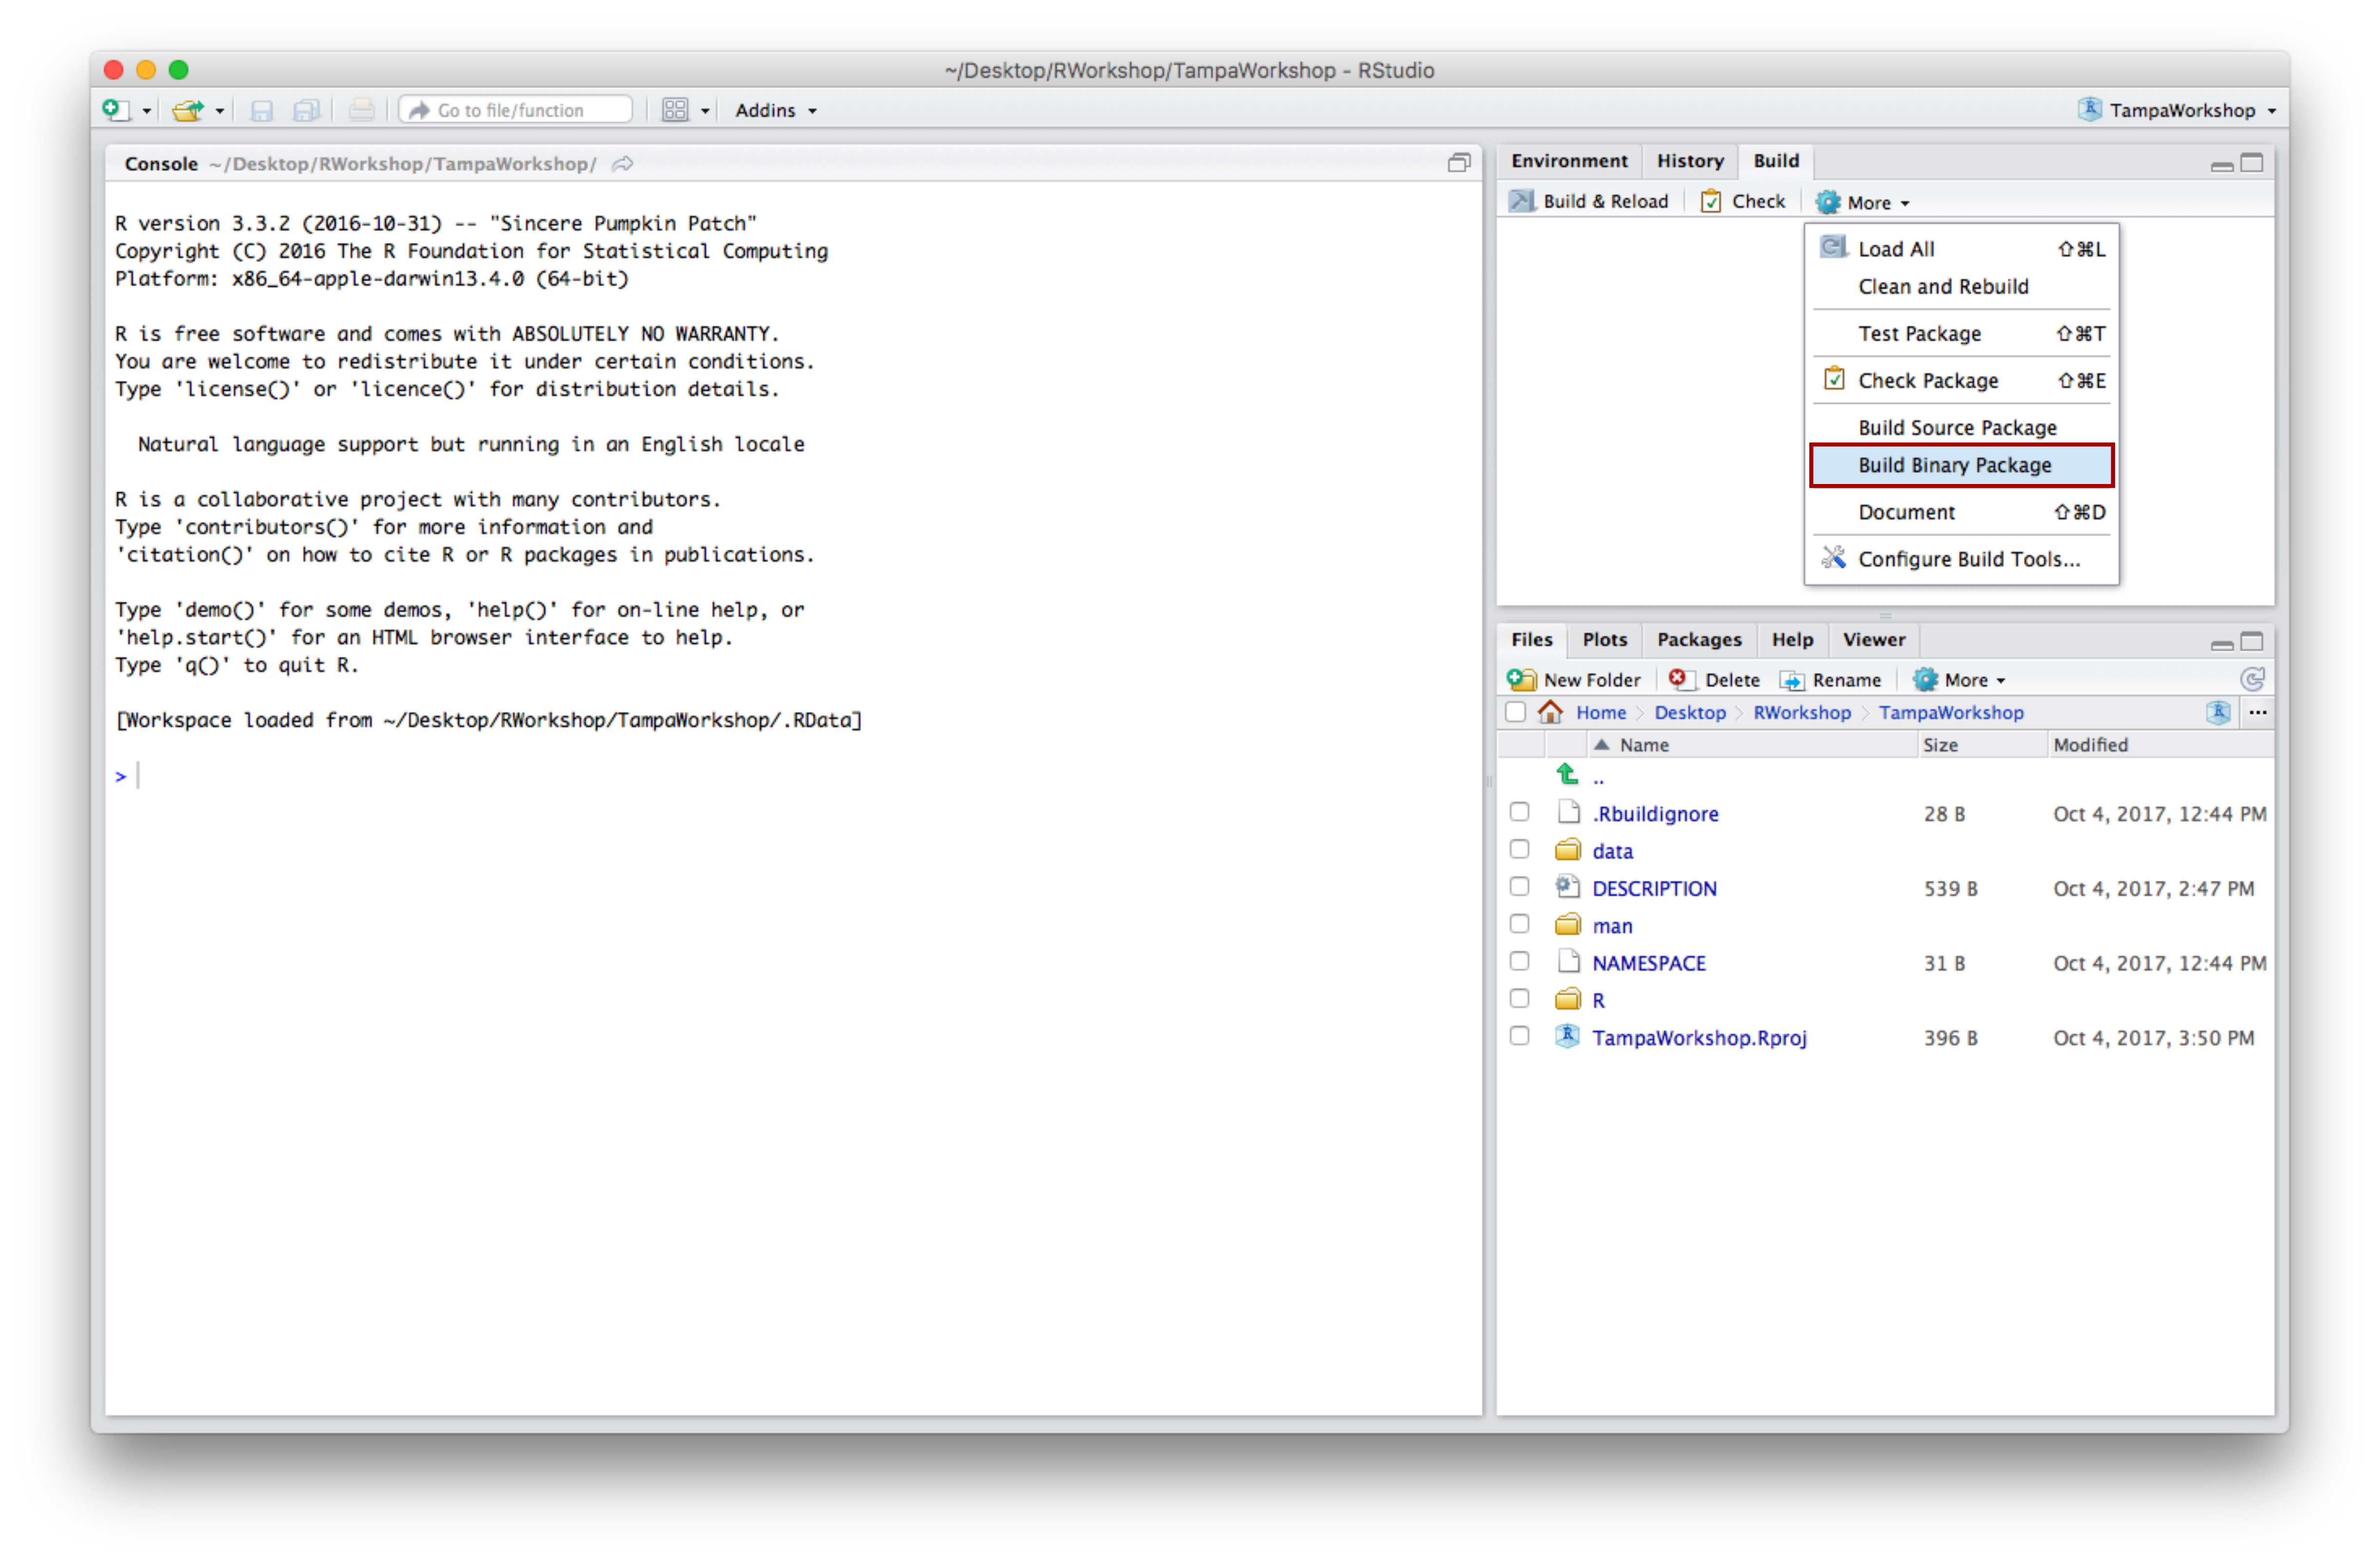 ~/Desktop/RWorkshop/TampaWorkshop - RStudio
Go to file/function
Addins
TampaWorkshop
Console ~/Desktop/RWorkshop/TampaWorkshop/
R version 3.3.2 (2016-10-31) -- "Sincere Pumpkin Patch"
Copyright (C) 2016 The R Foundation for Statistical Computing
Platform: x86_64-apple-darwin13.4.0 (64-bit)
R is free software and comes with ABSOLUTELY NO WARRANTY.
You are welcome to redistribute it under certain conditions.
Type 'license()' or 'licence()' for distribution details.
Natural language support but running in an English locale
R is a collaborative project with many contributors.
Type 'contributors()' for more information and
'citation()' on how to cite R or R packages in publications.
Type 'demo()' for some demos, 'help()' for on-line help, or
'help.start()' for an HTML browser interface to help.
Type 'q()' to quit R.
[Workspace loaded from ~/Desktop/RWorkshop/TampaWorkshop/.RData]
>
Environment History Build
Build & Reload Check More
Load All ⇧⌘L
Clean and Rebuild
Test Package ⇧⌘T
Check Package ⇧⌘E
Build Source Package
Build Binary Package
Document ⇧⌘D
Configure Build Tools...
Files Plots Packages Help Viewer
New Folder Delete Rename More
Home Desktop RWorkshop TampaWorkshop ...
Name Size Modified
..
.Rbuildignore 28 B Oct 4, 2017, 12:44 PM
data
DESCRIPTION 539 B Oct 4, 2017, 2:47 PM
man
NAMESPACE 31 B Oct 4, 2017, 12:44 PM
R
TampaWorkshop.Rproj 396 B Oct 4, 2017, 3:50 PM